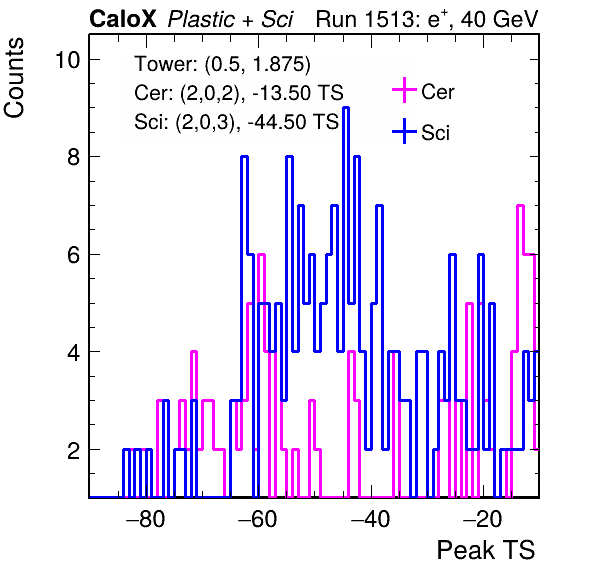 CaloX Plastic + Sci Run 1513: e+, 40 GeV
Counts
Tower: (0.5, 1.875)
Cer: (2,0,2), -13.50 TS
Sci: (2,0,3), -44.50 TS
Cer
Sci
10
8
6
4
2
−80 −60 −40 −20
Peak TS